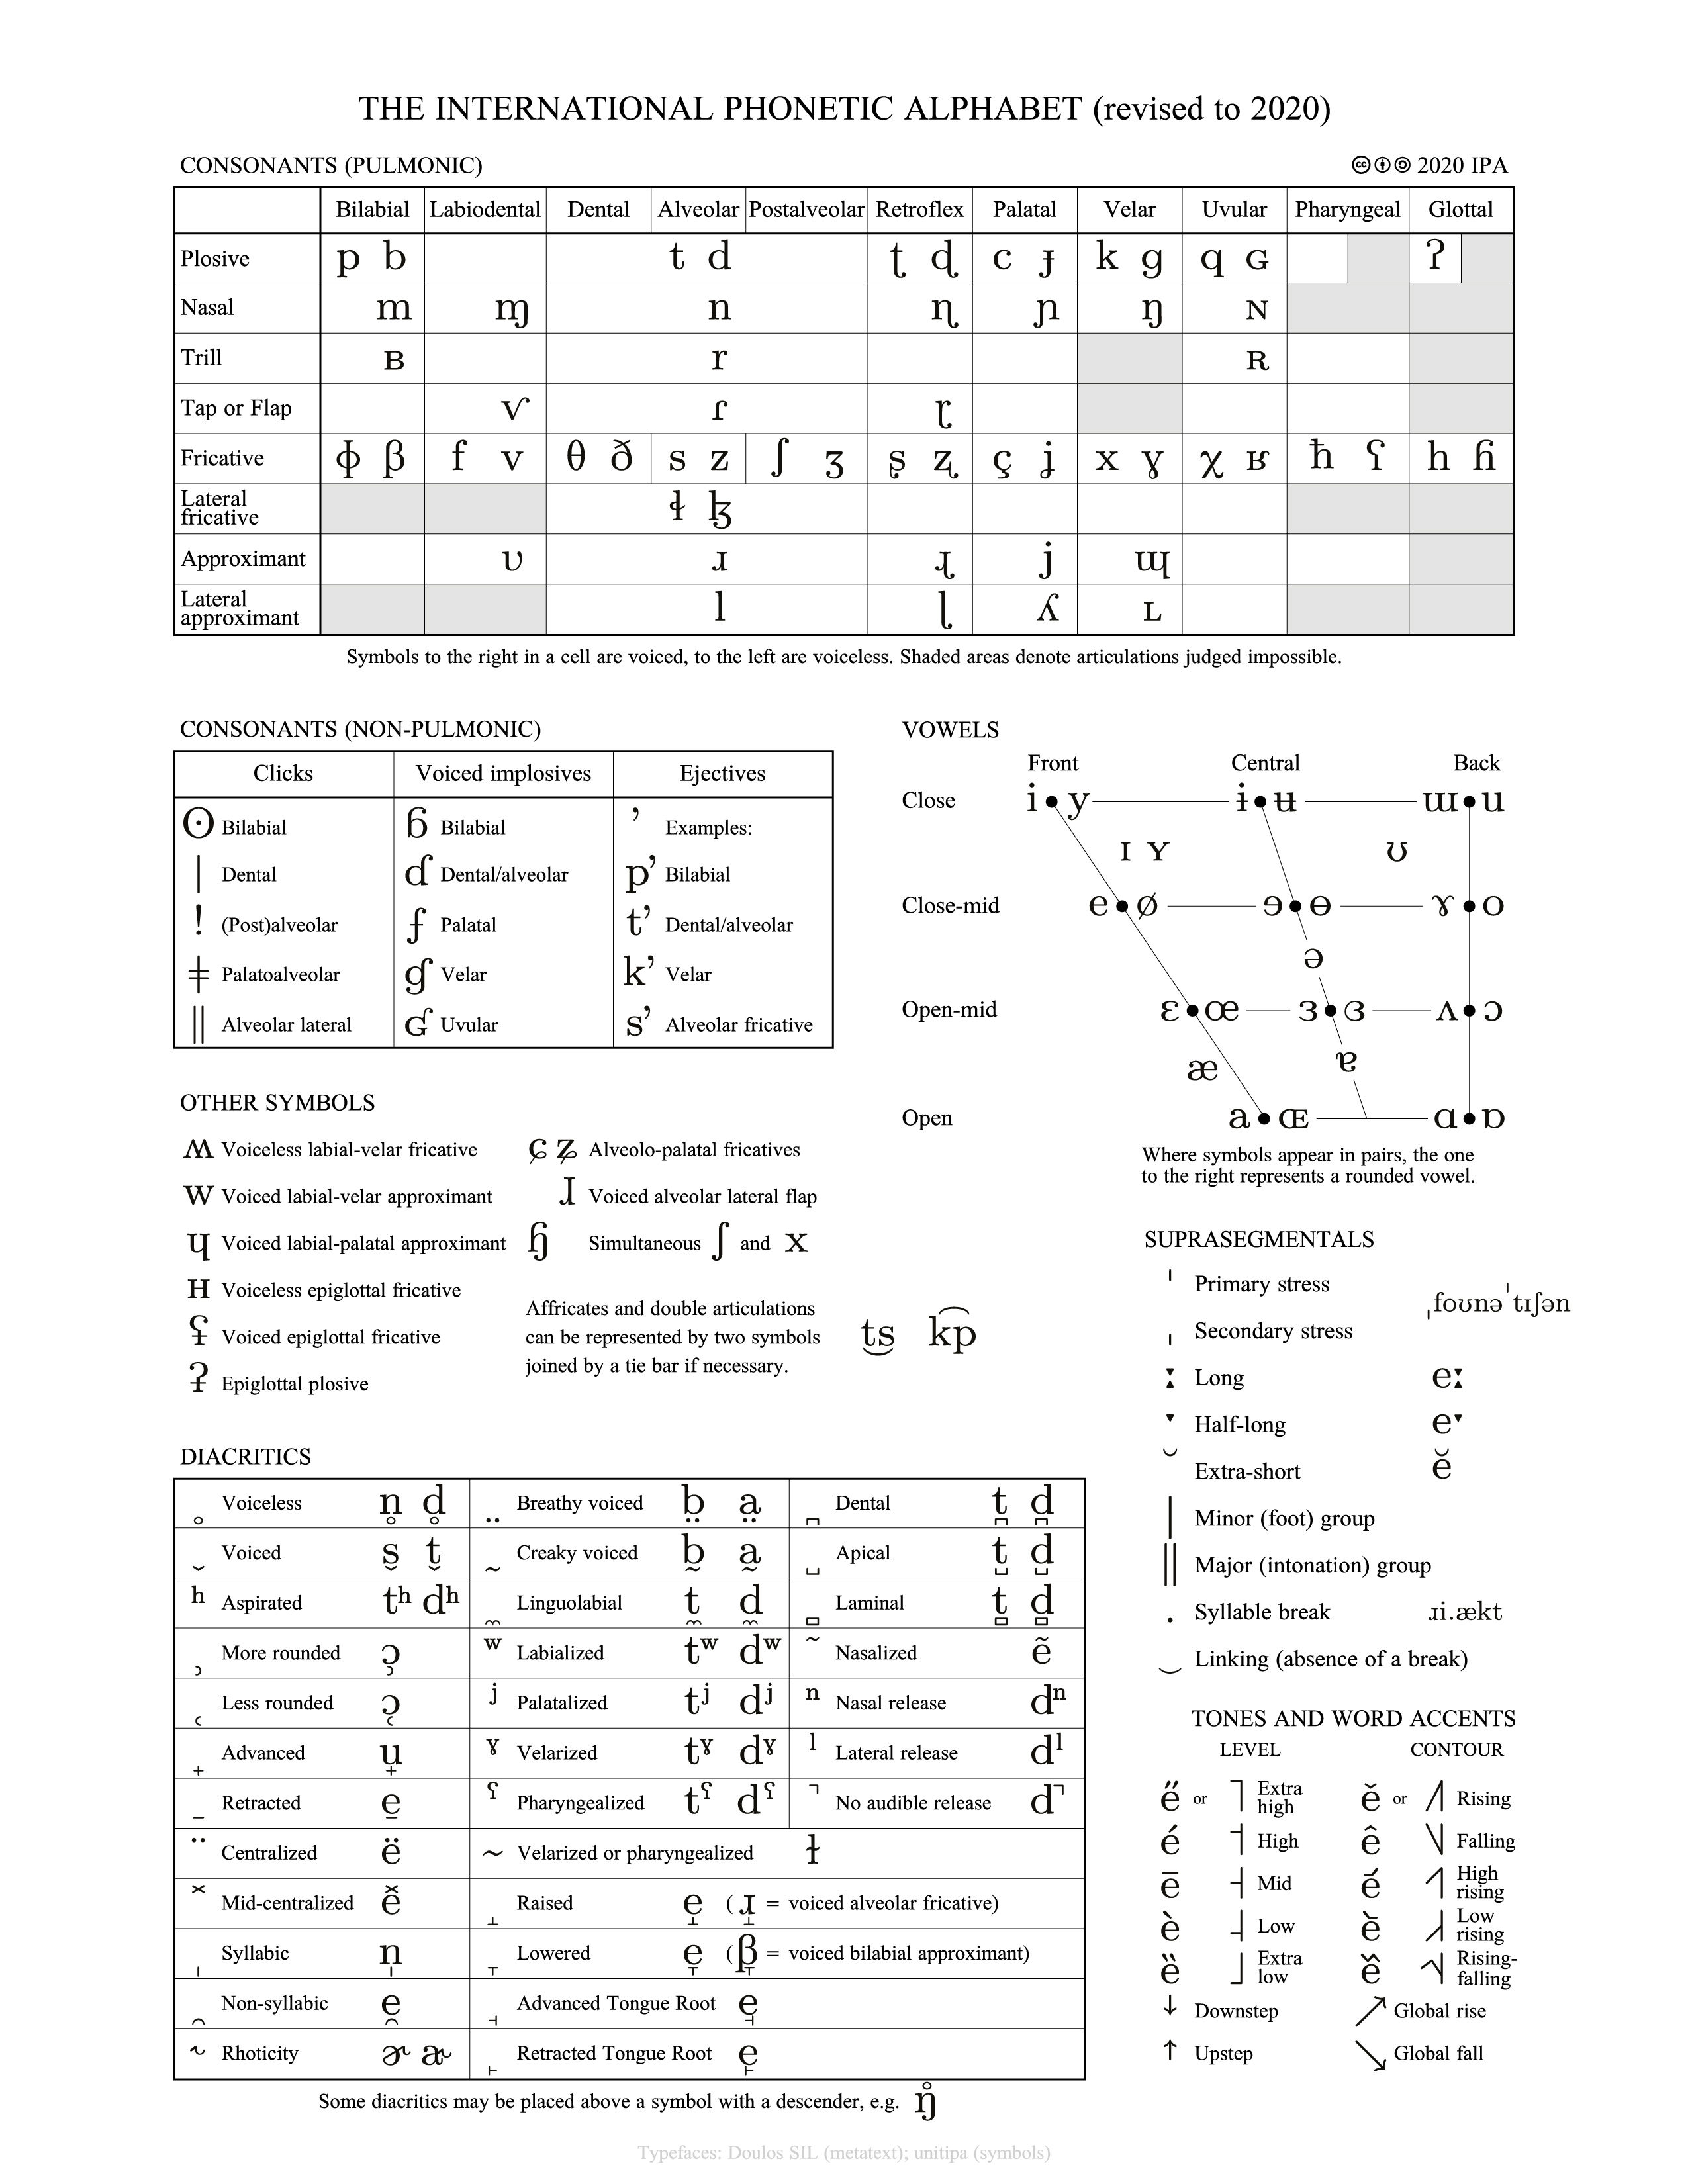 THE INTERNATIONAL PHONETIC ALPHABET (revised to 2020)
CONSONANTS (PULMONIC)
🅭🅯🄎 2020 IPA
Bilabial Labiodental Dental Alveolar Postalveolar Retroflex Palatal Velar Uvular Pharyngeal Glottal
Plosive p b t d ʈ ɖ c ɟ k ɡ q ɢ ʔ
Nasal m ɱ n ɳ ɲ ŋ ɴ
Trill ʙ r ʀ
Tap or Flap ⱱ ɾ ɽ
Fricative ɸ β f v θ ð s z ʃ ʒ ʂ ʐ ç ʝ x ɣ χ ʁ ħ ʕ h ɦ
Lateral
fricative ɬ ɮ
Approximant ʋ ɹ ɻ j ɰ
Lateral
approximant l ɭ ʎ ʟ
Symbols to the right in a cell are voiced, to the left are voiceless. Shaded areas denote articulations judged impossible.
CONSONANTS (NON-PULMONIC)
Clicks Voiced implosives Ejectives
ʘ Bilabial ɓ Bilabial ʼ Examples:
ǀ Dental ɗ Dental/alveolar pʼ Bilabial
ǃ (Post)alveolar ʄ Palatal tʼ Dental/alveolar
ǂ Palatoalveolar ɠ Velar kʼ Velar
ǁ Alveolar lateral ʛ Uvular sʼ Alveolar fricative
VOWELS
Front Central Back
Close i y ɨ ʉ ɯ u
ɪ ʏ ʊ
Close-mid e ø ɘ ɵ ɤ o
ə
Open-mid ɛ œ ɜ ɞ ʌ ɔ
æ ɐ
Open a ɶ ɑ ɒ
Where symbols appear in pairs, the one
to the right represents a rounded vowel.
OTHER SYMBOLS
ʍ Voiceless labial-velar fricative ɕ ʑ Alveolo-palatal fricatives
w Voiced labial-velar approximant ɺ Voiced alveolar lateral flap
ɥ Voiced labial-palatal approximant ɧ Simultaneous ʃ and x
ʜ Voiceless epiglottal fricative
ʢ Voiced epiglottal fricative
ʡ Epiglottal plosive
Affricates and double articulations
can be represented by two symbols
joined by a tie bar if necessary.
t͜s k͡p
SUPRASEGMENTALS
ˈ Primary stress
ˌfoʊnəˈtɪʃən
ˌ Secondary stress
ː Long eː
ˑ Half-long eˑ
̆ Extra-short ĕ
| Minor (foot) group
‖ Major (intonation) group
. Syllable break ɹi.ækt
‿ Linking (absence of a break)
DIACRITICS
̥ Voiceless n̥ d̥ ̤ Breathy voiced b̤ a̤ ̪ Dental t̪ d̪
̬ Voiced s̬ t̬ ̰ Creaky voiced b̰ a̰ ̺ Apical t̺ d̺
ʰ Aspirated tʰ dʰ ̼ Linguolabial t̼ d̼ ̻ Laminal t̻ d̻
̹ More rounded ɔ̹ ʷ Labialized tʷ dʷ ̃ Nasalized ẽ
̜ Less rounded ɔ̜ ʲ Palatalized tʲ dʲ ⁿ Nasal release dⁿ
̟ Advanced u̟ ˠ Velarized tˠ dˠ ˡ Lateral release dˡ
̠ Retracted e̠ ˤ Pharyngealized tˤ dˤ ̚ No audible release d̚
̈ Centralized ë ̴ Velarized or pharyngealized ɫ
̽ Mid-centralized e̽ ̝ Raised e̝ (ɹ̝ = voiced alveolar fricative)
̩ Syllabic n̩ ̞ Lowered e̞ (β̞ = voiced bilabial approximant)
̯ Non-syllabic e̯ ̘ Advanced Tongue Root e̘
˞ Rhoticity ɚ a˞ ̙ Retracted Tongue Root e̙
Some diacritics may be placed above a symbol with a descender, e.g. ŋ̊
TONES AND WORD ACCENTS
LEVEL CONTOUR
e̋ or ˥ Extra
high ě or ˩˥ Rising
é ˦ High ê ˥˩ Falling
ē ˧ Mid e᷄ ˧˥ High
rising
è ˨ Low e᷅ ˩˧ Low
rising
ȅ ˩ Extra
low e᷈ ˧˦˧ Rising-
falling
ꜜ Downstep ↗ Global rise
ꜛ Upstep ↘ Global fall
Typefaces: Doulos SIL (metatext); unitipa (symbols)